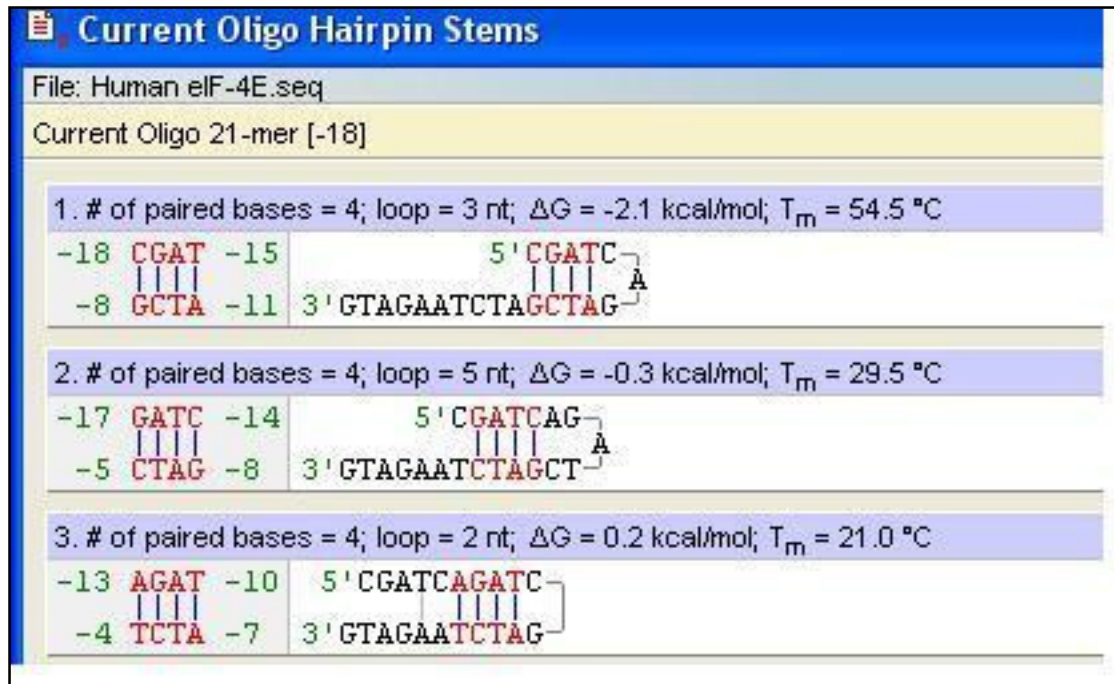 Current Oligo Hairpin Stems
File: Human eIF-4E.seq
Current Oligo 21-mer [-18]
1. # of paired bases = 4; loop = 3 nt; ΔG = -2.1 kcal/mol; Tm = 54.5 °C
-18 CGAT -15 5'CGATC
A
-8 GCTA -11 3'GTAGAATCTAGCTAG
2. # of paired bases = 4; loop = 5 nt; ΔG = -0.3 kcal/mol; Tm = 29.5 °C
-17 GATC -14 5'CGATCAG
A
-5 CTAG -8 3'GTAGAATCTAGCT
3. # of paired bases = 4; loop = 2 nt; ΔG = 0.2 kcal/mol; Tm = 21.0 °C
-13 AGAT -10 5'CGATCAGATC
-4 TCTA -7 3'GTAGAATCTAG